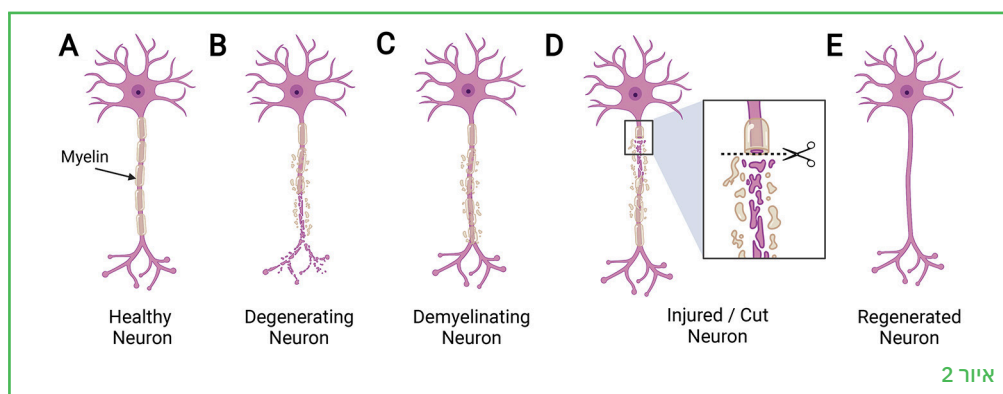 A
B
C
D
E
Myelin
Healthy
Neuron
Degenerating
Neuron
Demyelinating
Neuron
Injured / Cut
Neuron
Regenerated
Neuron
איור 2